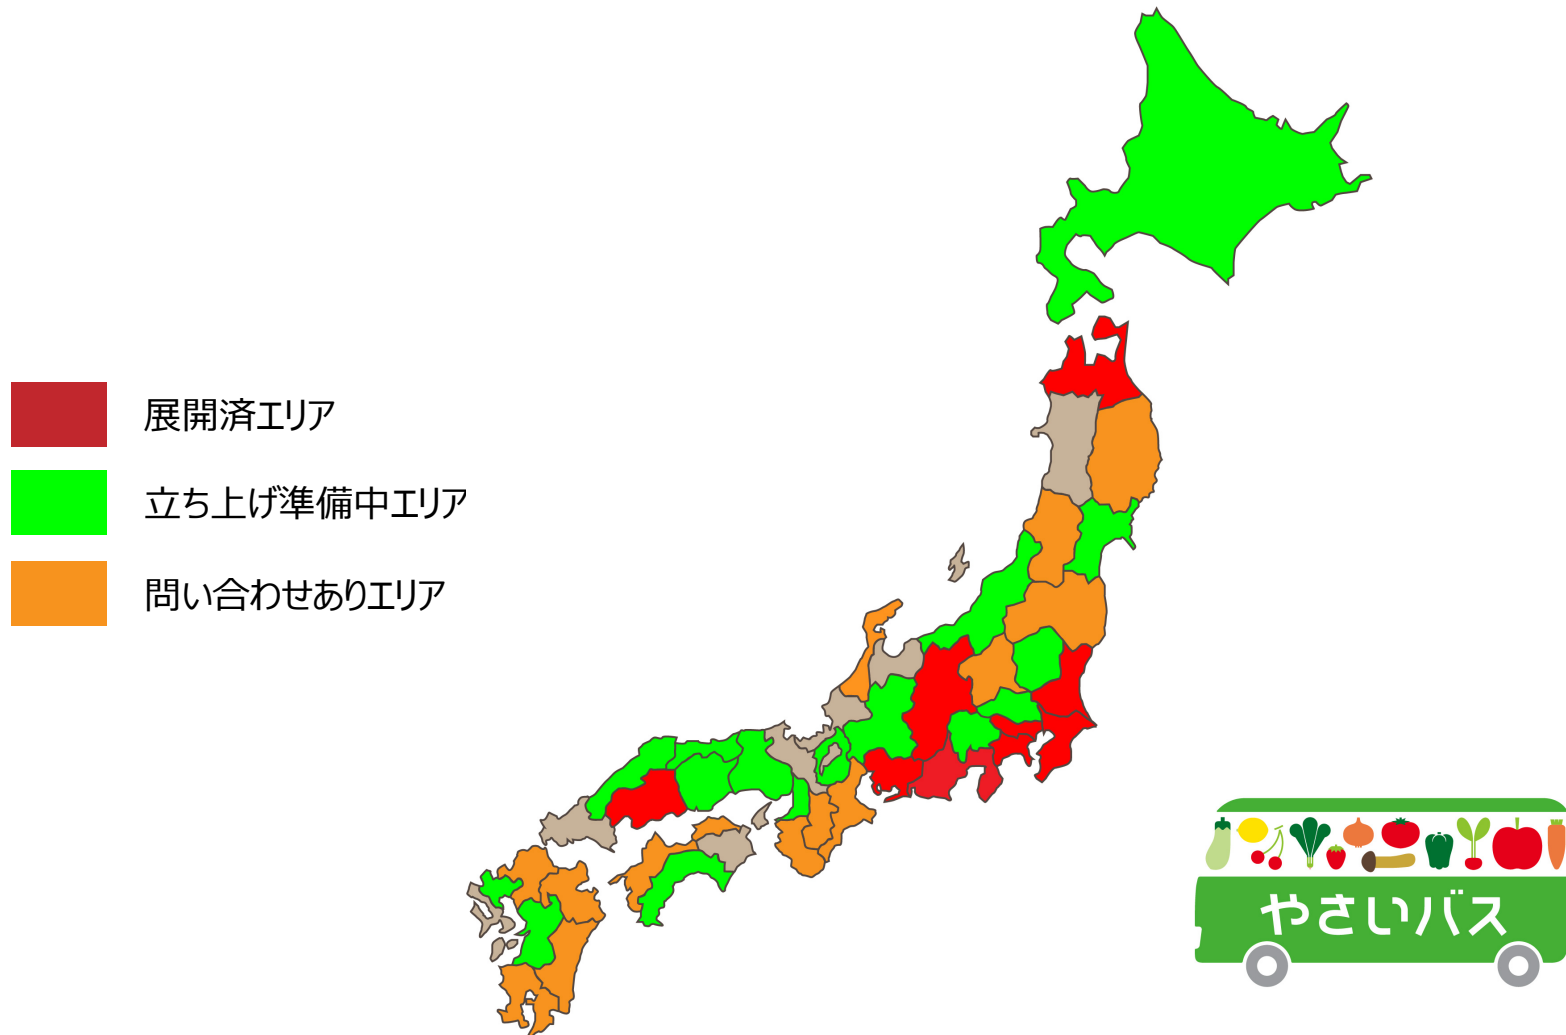 展開済エリア
立ち上げ準備中エリア
問い合わせありエリア
やさいバス